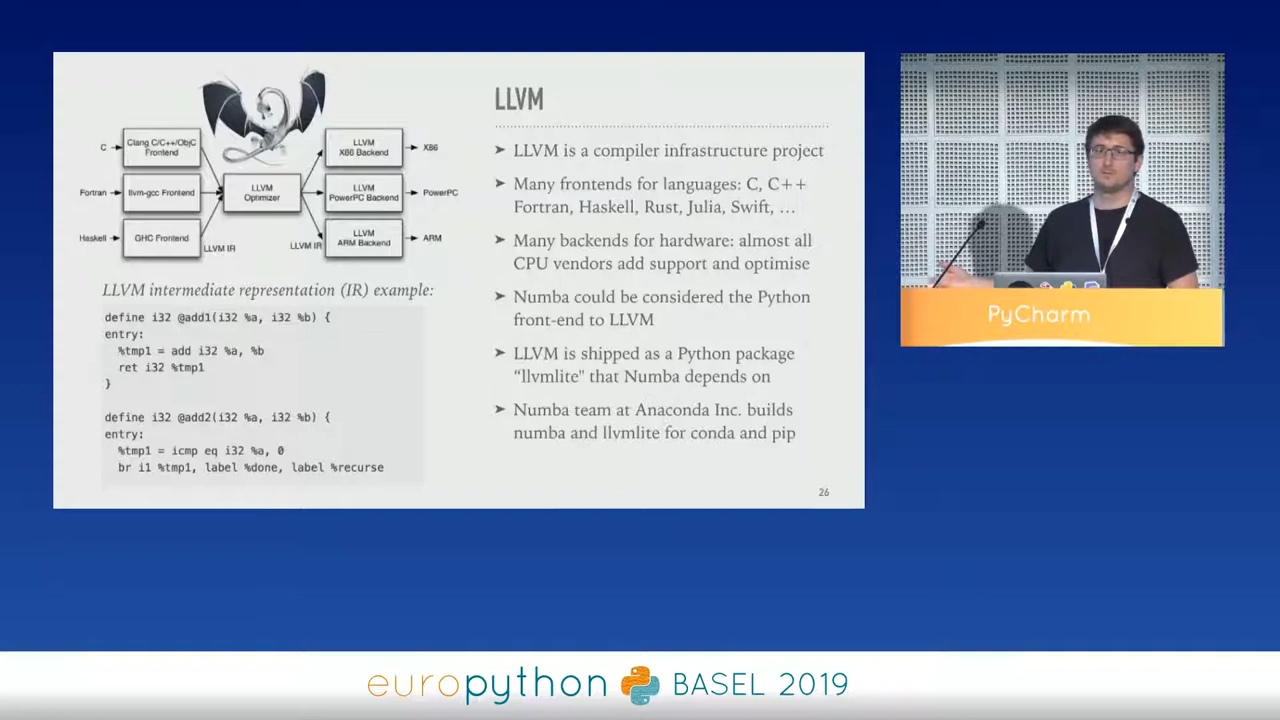 C
Clang C/C++/ObjC
Frontend
LLVM
X86 Backend
X86
Fortran
llvm-gcc Frontend
LLVM
Optimizer
LLVM
PowerPC Backend
PowerPC
Haskell
GHC Frontend
LLVM IR
LLVM IR
LLVM
ARM Backend
ARM
LLVM intermediate representation (IR) example:
define i32 @add1(i32 %a, i32 %b) {
entry:
%tmp1 = add i32 %a, %b
ret i32 %tmp1
}
define i32 @add2(i32 %a, i32 %b) {
entry:
%tmp1 = icmp eq i32 %a, 0
br i1 %tmp1, label %done, label %recurse
LLVM
➤ LLVM is a compiler infrastructure project
➤ Many frontends for languages: C, C++
Fortran, Haskell, Rust, Julia, Swift, …
➤ Many backends for hardware: almost all
CPU vendors add support and optimise
➤ Numba could be considered the Python
front-end to LLVM
➤ LLVM is shipped as a Python package
“llvmlite" that Numba depends on
➤ Numba team at Anaconda Inc. builds
numba and llvmlite for conda and pip
26
PyCharm
europython BASEL 2019